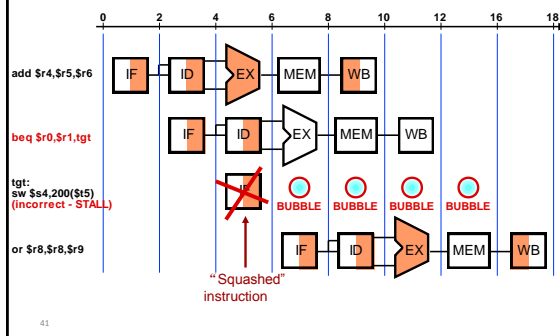 0 2 4 6 8 10 12 14 16 18
add $r4,$r5,$r6 IF ID EX MEM WB
beq $r0,$r1,tgt IF ID EX MEM WB
tgt:
sw $s4,200($t5)
(incorrect - STALL) BUBBLE BUBBLE BUBBLE BUBBLE
or $r8,$r8,$r9 IF ID EX MEM WB
“Squashed”
instruction
41